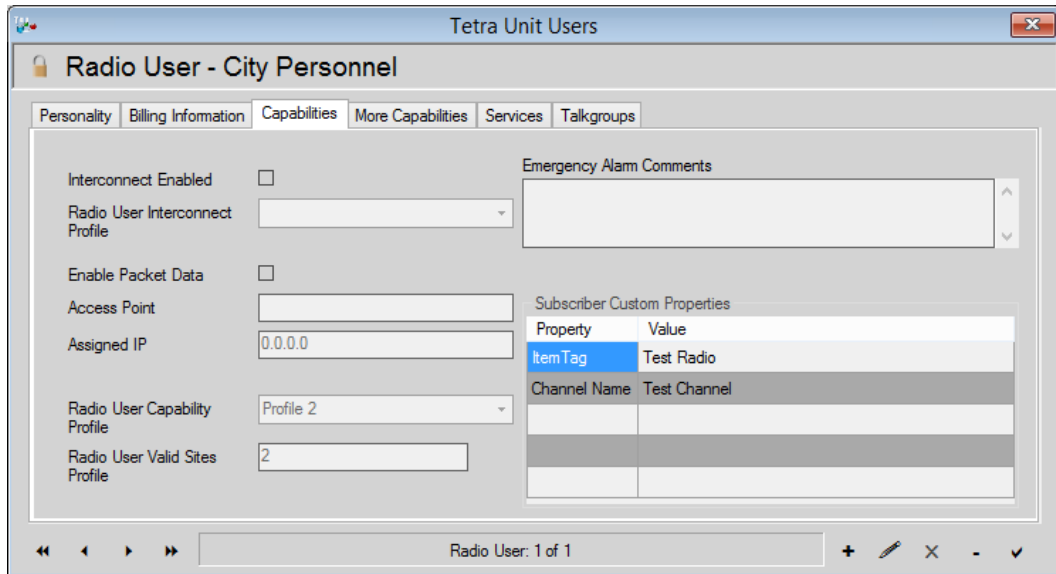 Tetra Unit Users
Radio User - City Personnel
Personality Billing Information Capabilities More Capabilities Services Talkgroups
Interconnect Enabled
Radio User Interconnect
Profile
Enable Packet Data
Access Point
Assigned IP 0.0.0.0
Radio User Capability
Profile
Profile 2
Radio User Valid Sites
Profile
2
Emergency Alarm Comments
Subscriber Custom Properties
Property Value
ItemTag Test Radio
Channel Name Test Channel
Radio User: 1 of 1